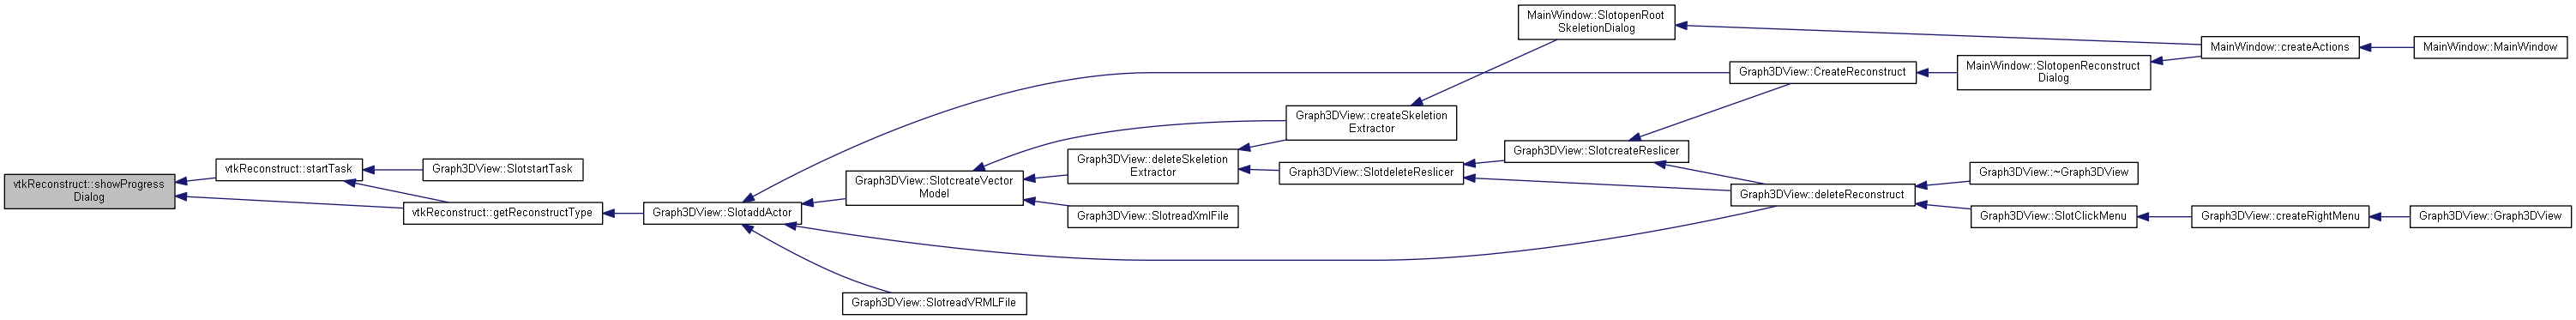 vtkReconstruct::showProgress
Dialog
vtkReconstruct::startTask
Graph3DView::SlotstartTask
vtkReconstruct::getReconstructType
Graph3DView::SlotaddActor
Graph3DView::SlotcreateVector
Model
Graph3DView::SlotreadVRMLFile
Graph3DView::deleteSkeletion
Extractor
Graph3DView::SlotreadXmlFile
Graph3DView::createSkeletion
Extractor
Graph3DView::SlotdeleteReslicer
MainWindow::SlotopenRoot
SkeletionDialog
Graph3DView::SlotcreateReslicer
Graph3DView::CreateReconstruct
Graph3DView::deleteReconstruct
MainWindow::SlotopenReconstruct
Dialog
Graph3DView::~Graph3DView
Graph3DView::SlotClickMenu
MainWindow::createActions
Graph3DView::createRightMenu
MainWindow::MainWindow
Graph3DView::Graph3DView